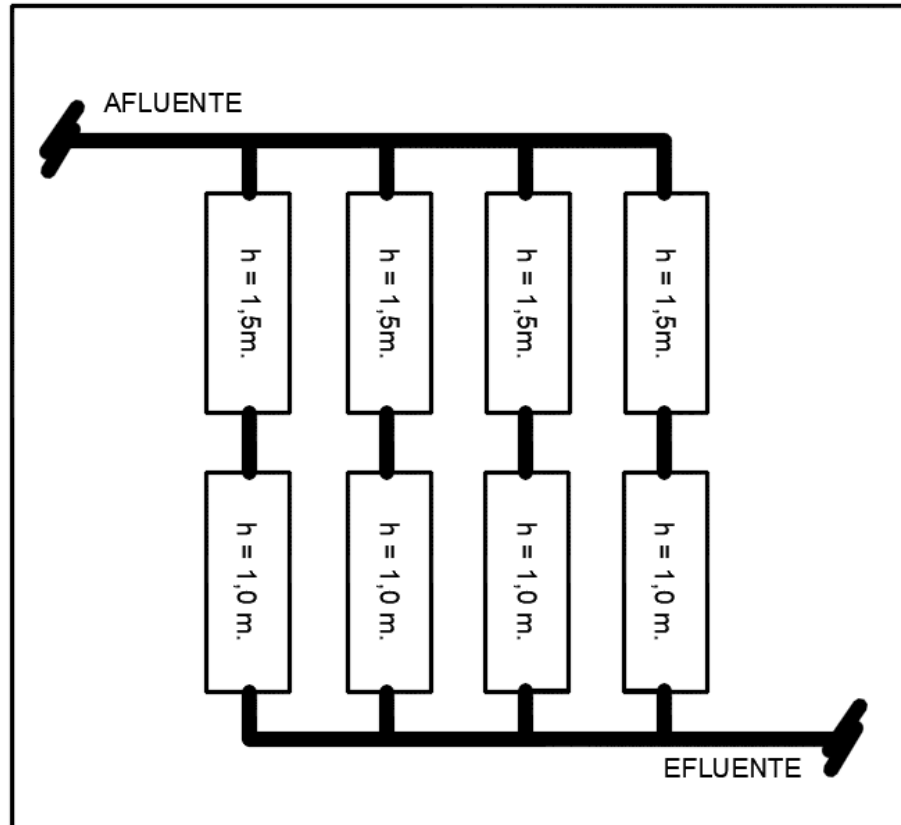 AFLUENTE
h = 1,5m.
h = 1,5m.
h = 1,5m.
h = 1,5m.
h = 1,0 m.
h = 1,0 m.
h = 1,0 m.
h = 1,0 m.
EFLUENTE